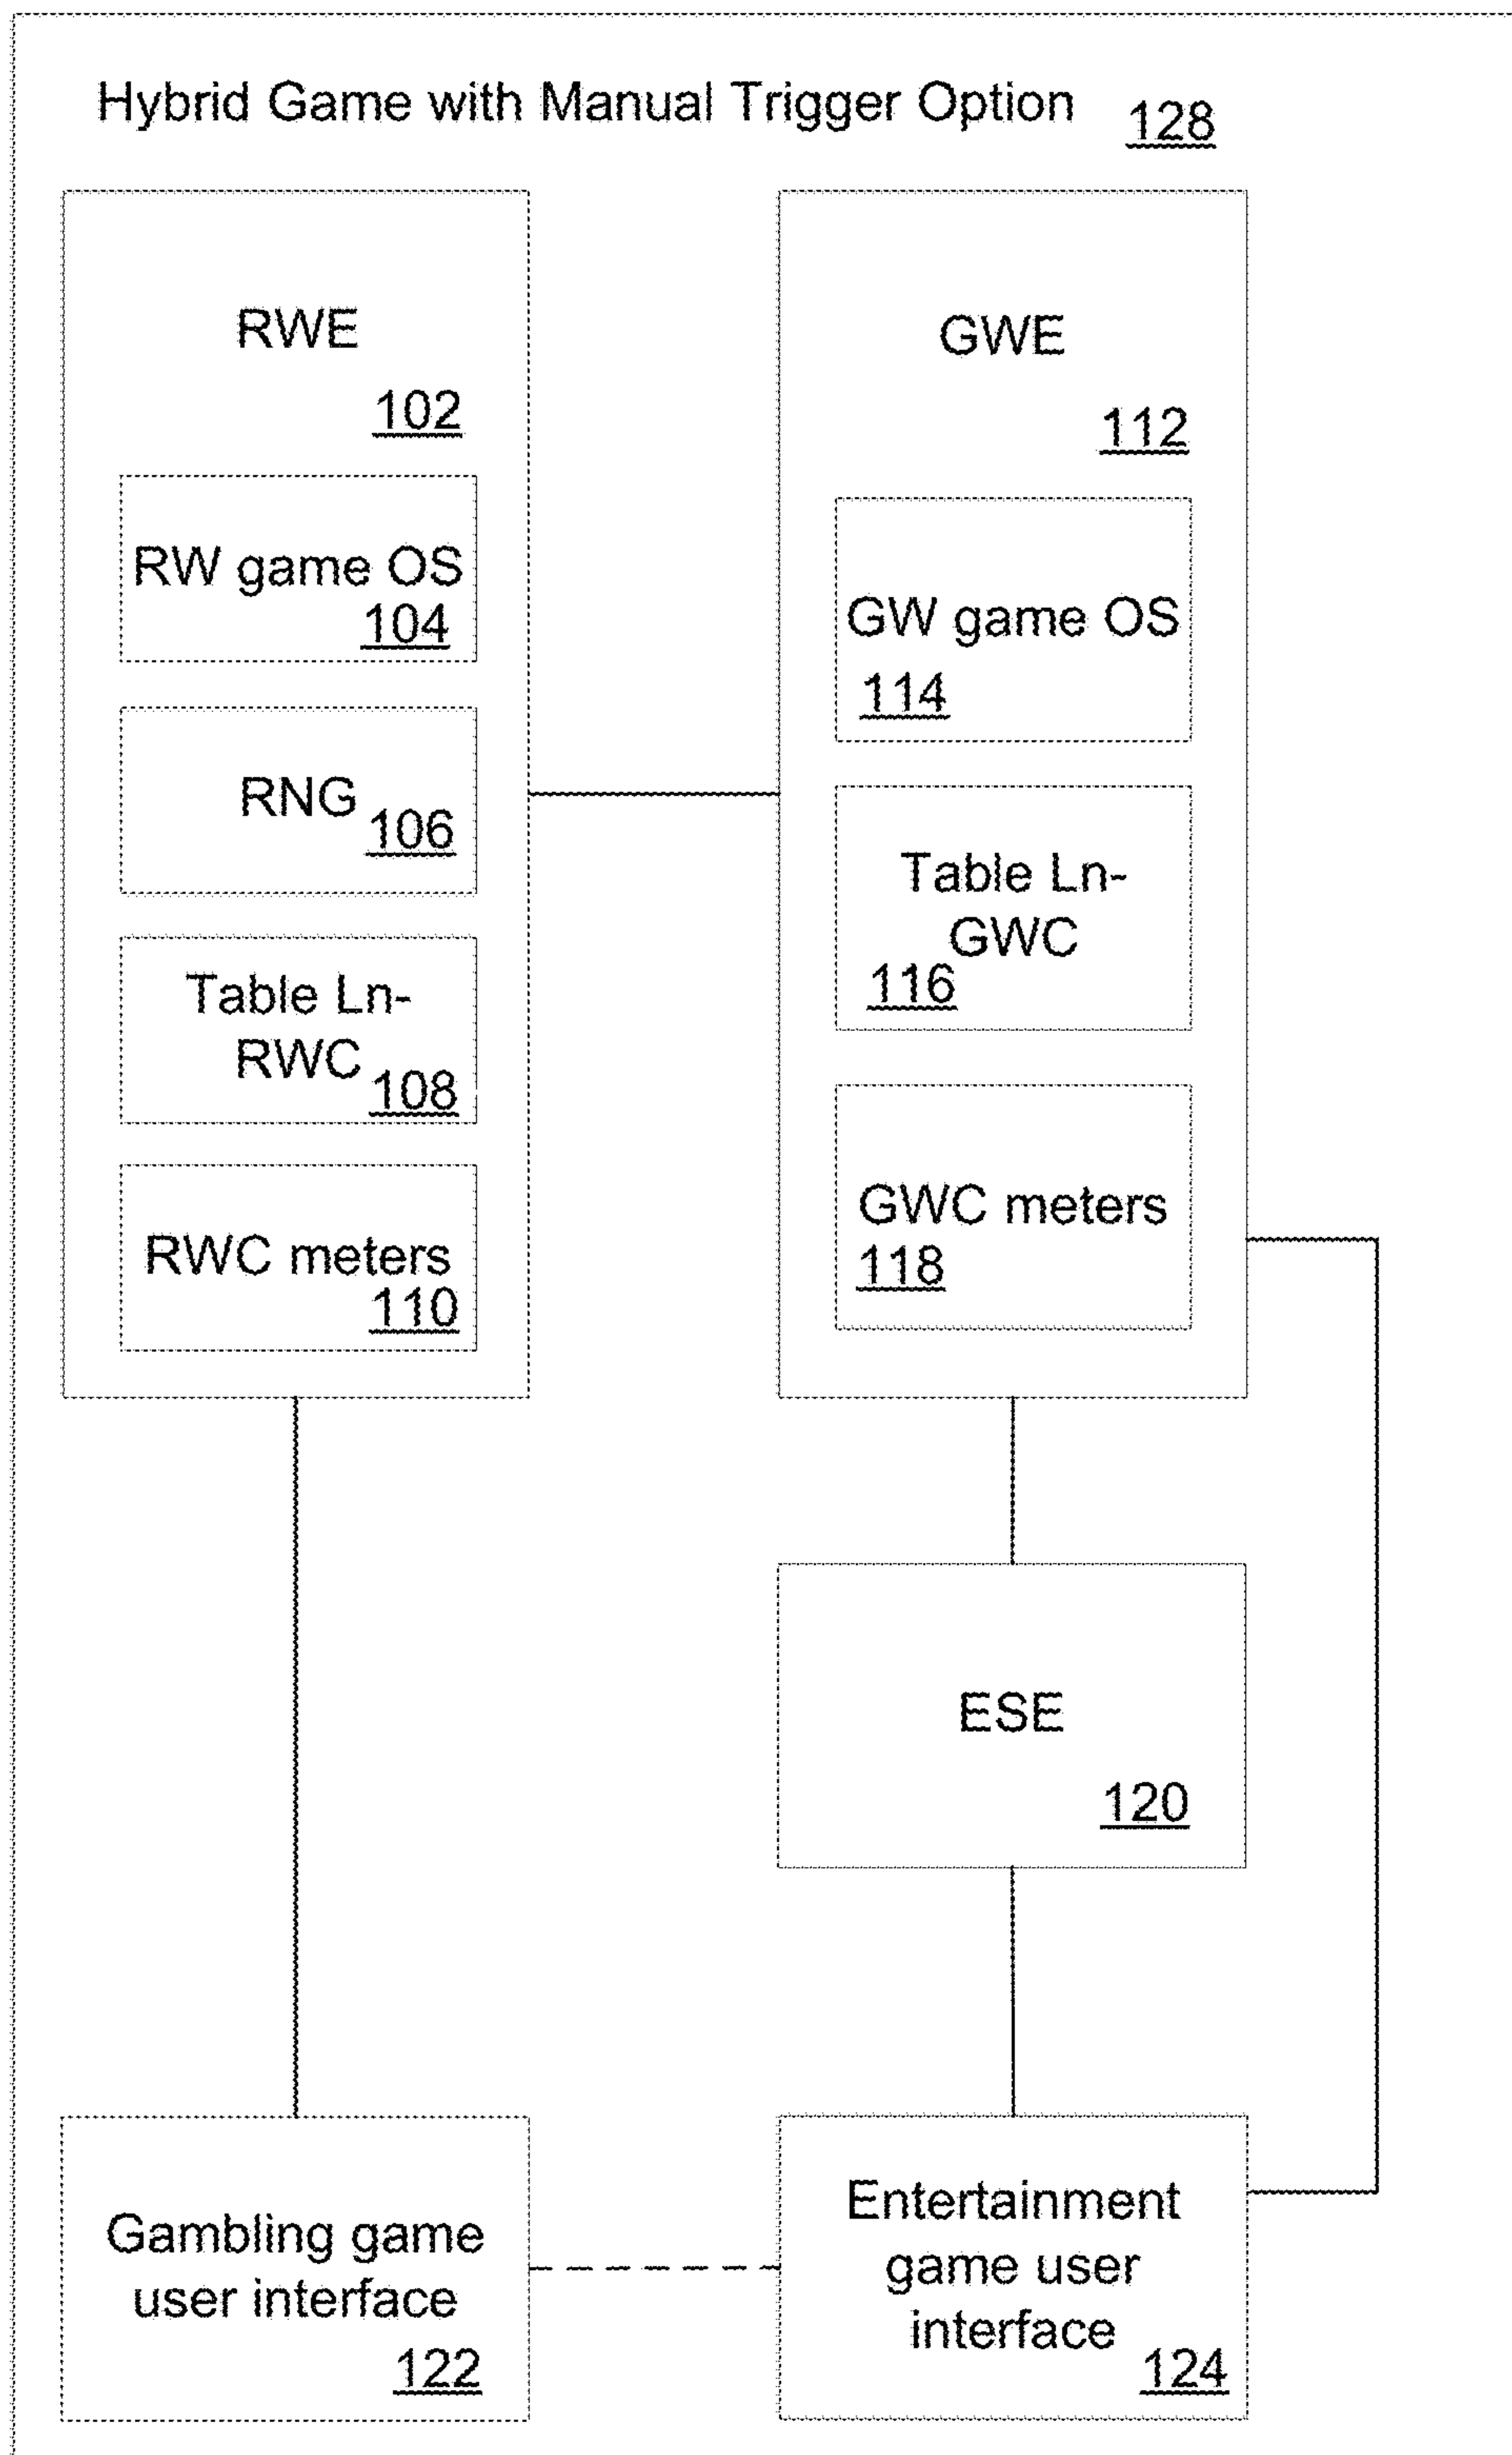 Hybrid Game with Manual Trigger Option 128
RWE
102
RW game OS
104
RNG 106
Table Ln-
RWC 108
RWC meters
110
GWE
112
GW game OS
114
Table Ln-
GWC
116
GWC meters
118
ESE
120
Gambling game
user interface
122
Entertainment
game user
interface
124